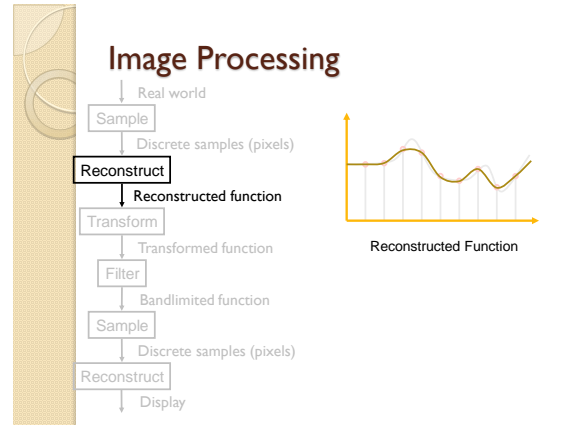 Image Processing
Real world
Sample
Discrete samples (pixels)
Reconstruct
Reconstructed function
Transform
Transformed function
Filter
Bandlimited function
Sample
Discrete samples (pixels)
Reconstruct
Display
Reconstructed Function